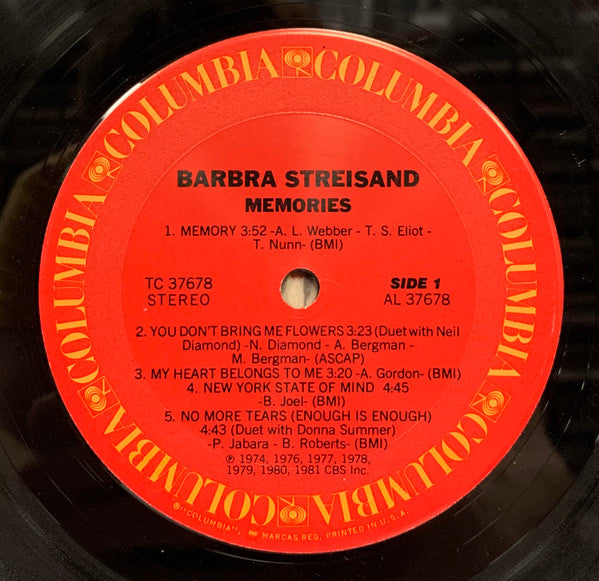 COLUMBIA COLUMBIA COLUMBIA COLUMBIA COLUMBIA COLUMBIA
BARBRA STREISAND
MEMORIES
1. MEMORY 3:52 -A. L. Webber - T. S. Eliot -
T. Nunn- (BMI)
TC 37678
STEREO
SIDE 1
AL 37678
2. YOU DON'T BRING ME FLOWERS 3:23 (Duet with Neil
Diamond) -N. Diamond - A. Bergman -
M. Bergman- (ASCAP)
3. MY HEART BELONGS TO ME 3:20 -A. Gordon- (BMI)
4. NEW YORK STATE OF MIND 4:45
-B. Joel- (BMI)
5. NO MORE TEARS (ENOUGH IS ENOUGH)
4:43 (Duet with Donna Summer)
-P. Jabara - B. Roberts- (BMI)
℗ 1974, 1976, 1977, 1978,
1979, 1980, 1981 CBS Inc.
®"COLUMBIA", MARCAS REG. PRINTED IN U.S.A.